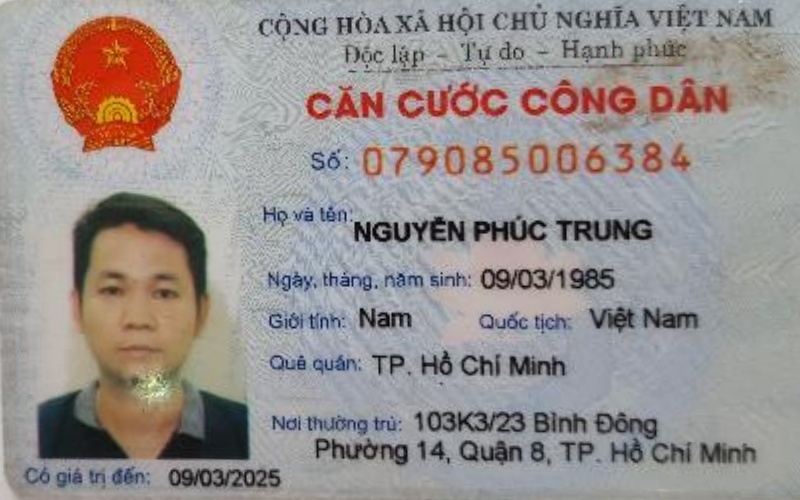 CỘNG HÒA XÃ HỘI CHỦ NGHĨA VIỆT NAM
Độc lập - Tự do - Hạnh phúc
CĂN CƯỚC CÔNG DÂN
Số: 079085006384
Họ và tên: NGUYỄN PHÚC TRUNG
Ngày, tháng, năm sinh: 09/03/1985
Giới tính: Nam Quốc tịch: Việt Nam
Quê quán: TP. Hồ Chí Minh
Nơi thường trú: 103K3/23 Bình Đông
Phường 14, Quận 8, TP. Hồ Chí Minh
Có giá trị đến: 09/03/2025